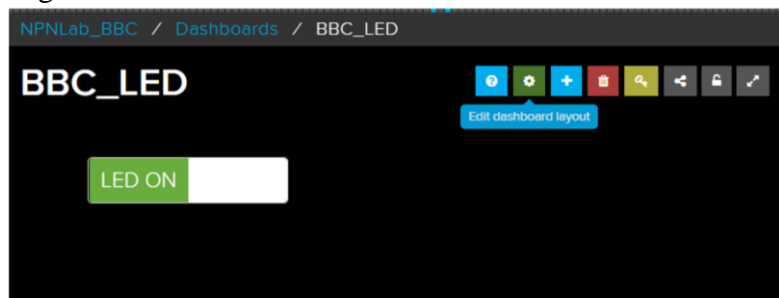 NPNLab_BBC / Dashboards / BBC_LED
BBC_LED
Edit dashboard layout
LED ON